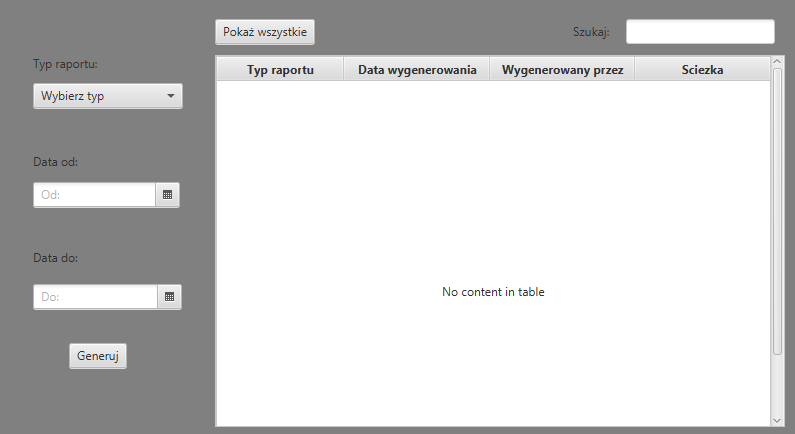 Pokaż wszystkie
Szukaj:
Typ raportu:
Wybierz typ
Data od:
Od:
Data do:
Do:
Generuj
Typ raportu Data wygenerowania Wygenerowany przez Sciezka
No content in table